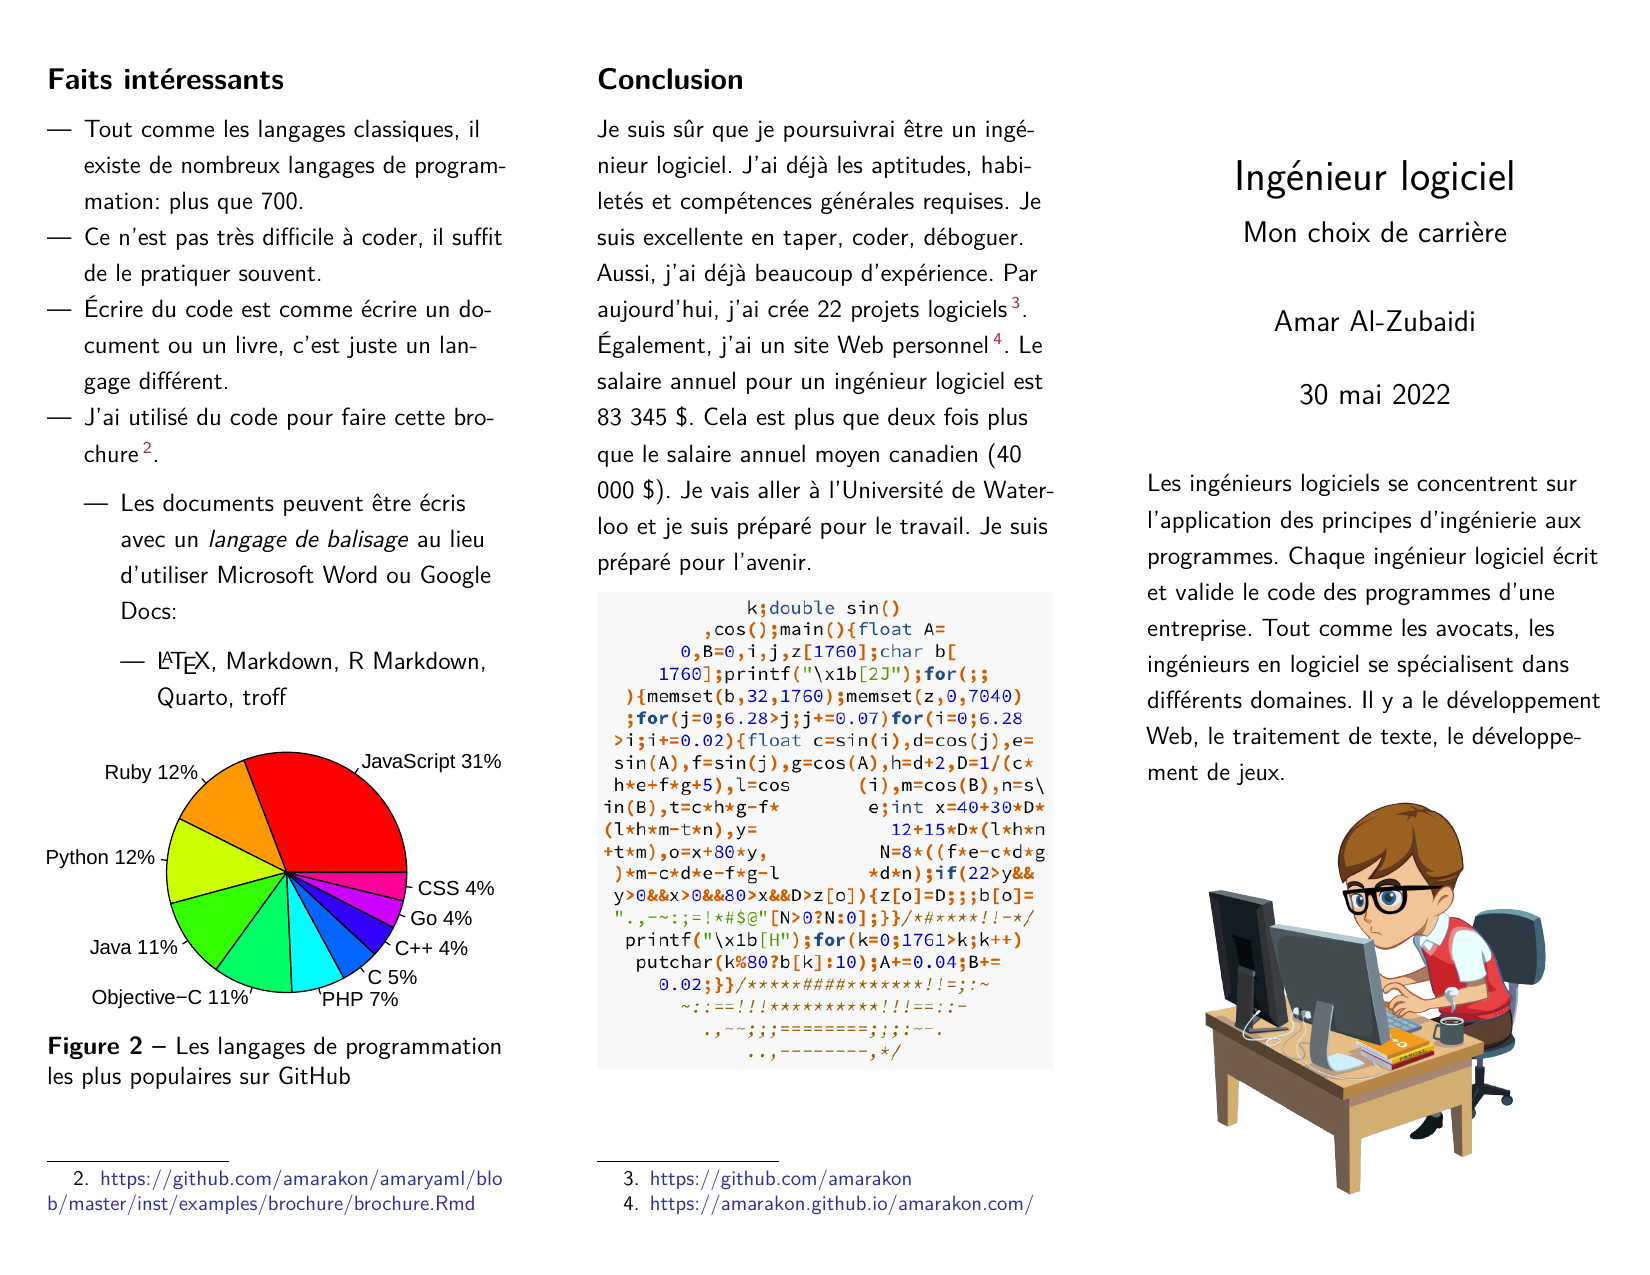 Faits intéressants
— Tout comme les langages classiques, il
existe de nombreux langages de program-
mation: plus que 700.
— Ce n'est pas très difficile à coder, il suffit
de le pratiquer souvent.
— Écrire du code est comme écrire un do-
cument ou un livre, c'est juste un lan-
gage différent.
— J'ai utilisé du code pour faire cette bro-
chure 2.
— Les documents peuvent être écris
avec un langage de balisage au lieu
d'utiliser Microsoft Word ou Google
Docs:
— LATEX, Markdown, R Markdown,
Quarto, troff
JavaScript 31%
Ruby 12%
Python 12%
Java 11%
Objective−C 11%
PHP 7%
C 5%
C++ 4%
Go 4%
CSS 4%
Figure 2 – Les langages de programmation
les plus populaires sur GitHub
2. https://github.com/amarakon/amaryaml/blo
b/master/inst/examples/brochure/brochure.Rmd
Conclusion
Je suis sûr que je poursuivrai être un ingé-
nieur logiciel. J'ai déjà les aptitudes, habi-
letés et compétences générales requises. Je
suis excellente en taper, coder, déboguer.
Aussi, j'ai déjà beaucoup d'expérience. Par
aujourd'hui, j'ai crée 22 projets logiciels 3.
Également, j'ai un site Web personnel 4. Le
salaire annuel pour un ingénieur logiciel est
83 345 $. Cela est plus que deux fois plus
que le salaire annuel moyen canadien (40
000 $). Je vais aller à l'Université de Water-
loo et je suis préparé pour le travail. Je suis
préparé pour l'avenir.
k;double sin()
,cos();main(){float A=
0,B=0,i,j,z[1760];char b[
1760];printf("\x1b[2J");for(;;
){memset(b,32,1760);memset(z,0,7040)
;for(j=0;6.28>j;j+=0.07)for(i=0;6.28
>i;i+=0.02){float c=sin(i),d=cos(j),e=
sin(A),f=sin(j),g=cos(A),h=d+2,D=1/(c*
h*e+f*g+5),l=cos (i),m=cos(B),n=s\
in(B),t=c*h*g-f* e;int x=40+30*D*
(l*h*m-t*n),y= 12+15*D*(l*h*n
+t*m),o=x+80*y, N=8*((f*e-c*d*g
)*m-c*d*e-f*g-l *d*n);if(22>y&&
y>0&&x>0&&80>x&&D>z[o]){z[o]=D;;;b[o]=
".,-~:;=!*#$@"[N>0?N:0];}}/*#****!!-*/
printf("\x1b[H");for(k=0;1761>k;k++)
putchar(k%80?b[k]:10);A+=0.04;B+=
0.02;}}/*****####*******!!=;:~
~::==!!!**********!!!==::-
.,~~;;;========;;;:~-.
..,--------,*/
3. https://github.com/amarakon
4. https://amarakon.github.io/amarakon.com/
Ingénieur logiciel
Mon choix de carrière
Amar Al-Zubaidi
30 mai 2022
Les ingénieurs logiciels se concentrent sur
l'application des principes d'ingénierie aux
programmes. Chaque ingénieur logiciel écrit
et valide le code des programmes d'une
entreprise. Tout comme les avocats, les
ingénieurs en logiciel se spécialisent dans
différents domaines. Il y a le développement
Web, le traitement de texte, le développe-
ment de jeux.